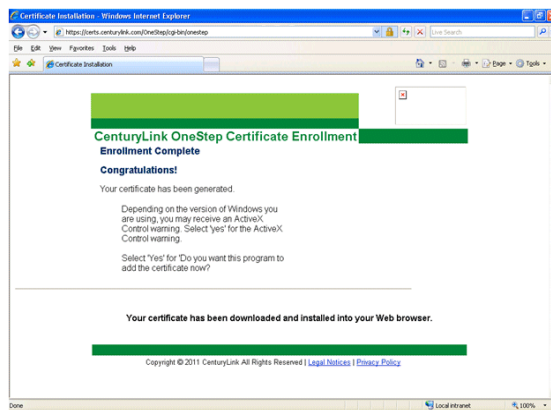 Certificate Installation - Windows Internet Explorer
https://certs.centurylink.com/OneStep/cgi-bin/onestep
Live Search
File Edit View Favorites Tools Help
Certificate Installation
Page Tools
CenturyLink OneStep Certificate Enrollment
Enrollment Complete
Congratulations!
Your certificate has been generated.
Depending on the version of Windows you
are using, you may receive an ActiveX
Control warning. Select 'yes' for the ActiveX
Control warning.
Select 'Yes' for 'Do you want this program to
add the certificate now?
Your certificate has been downloaded and installed into your Web browser.
Copyright © 2011 CenturyLink All Rights Reserved | Legal Notices | Privacy Policy
Done
Local intranet
100%